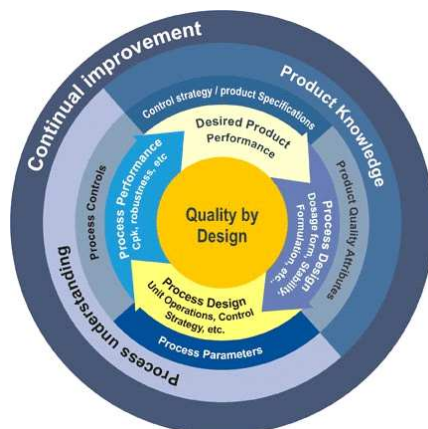 Continual improvement
Product Knowledge
Control strategy / product Specifications
Desired Product
Performance
Process Controls
Process Performance
Cpk, robustness, etc
Quality by
Design
Process Design
Dosage form, Stability,
Formulation, etc.,
Product Quality Attributes
Process Design
Unit Operations, Control
Strategy, etc.
Process Parameters
Process understanding